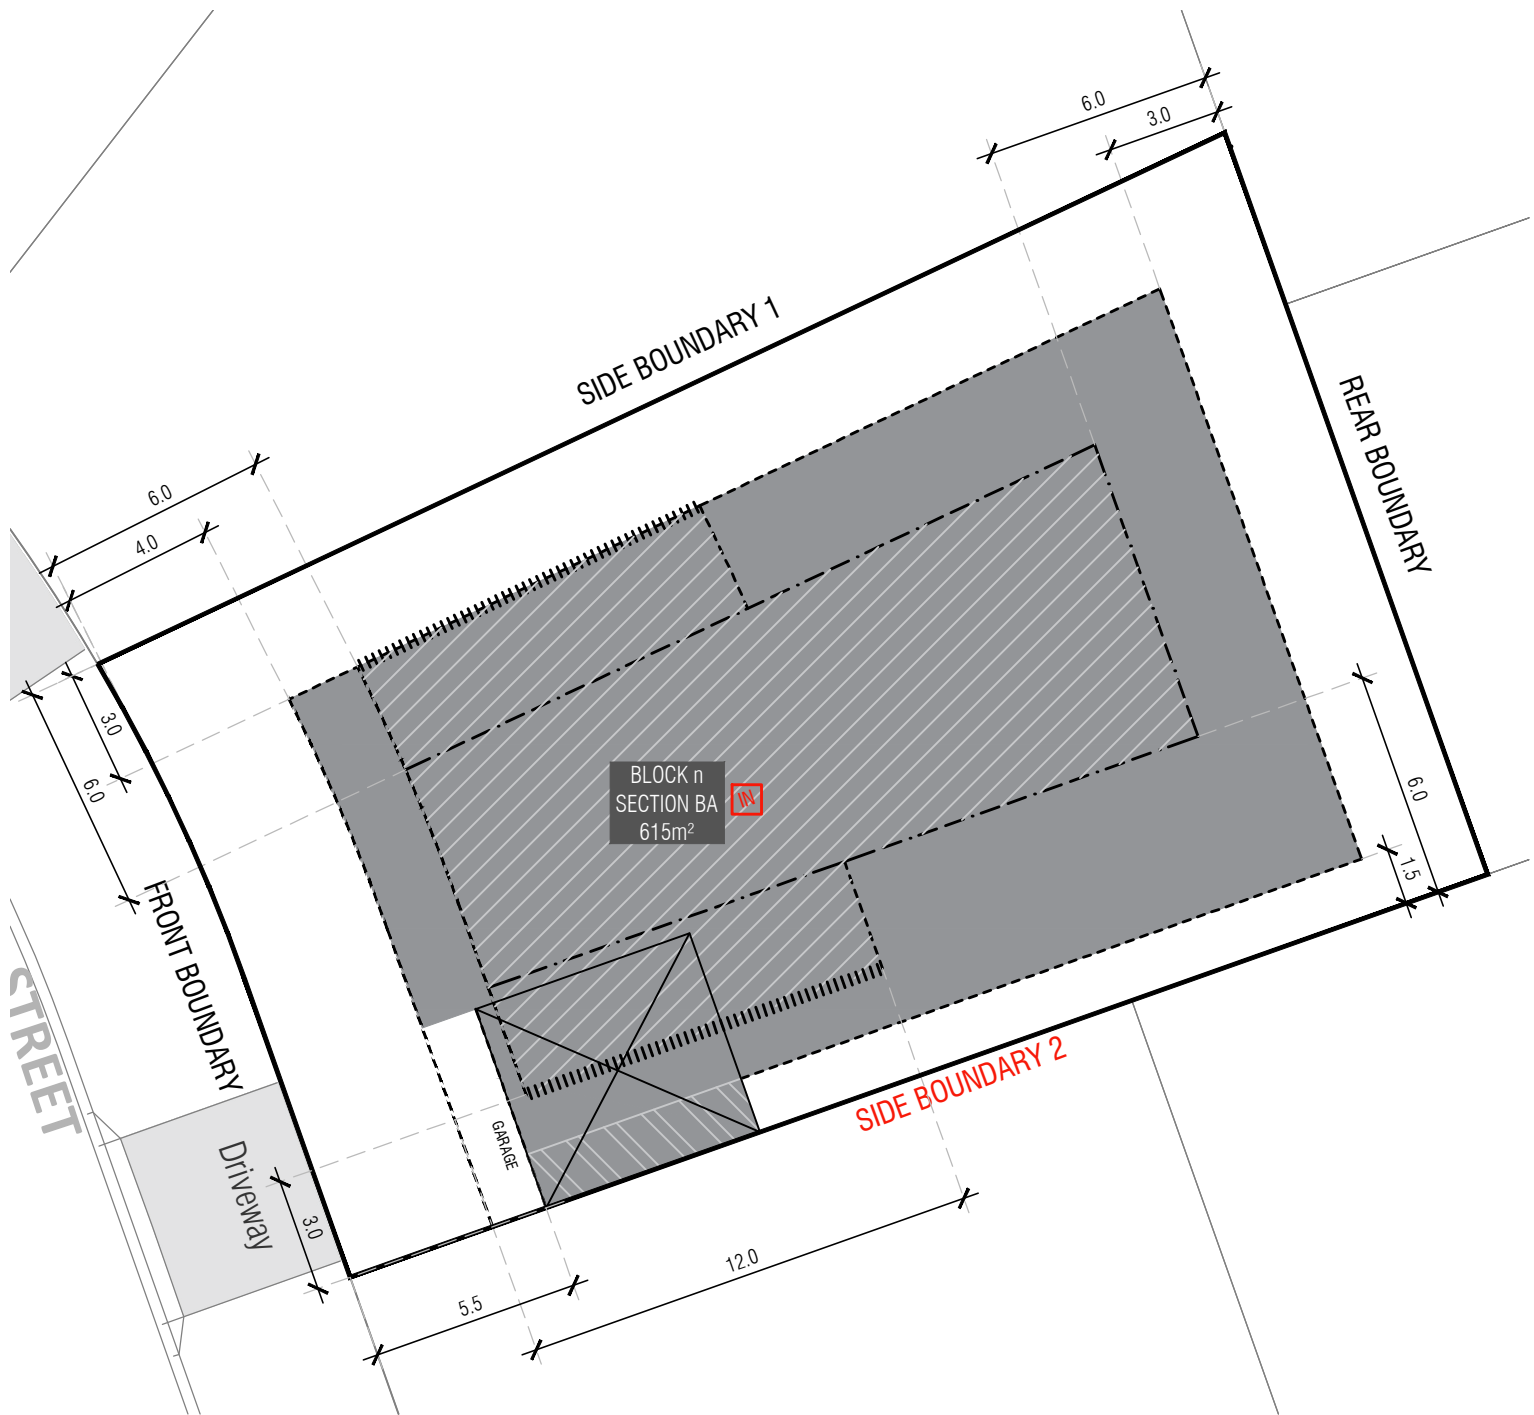 6.0
3.0
SIDE BOUNDARY 1
REAR BOUNDARY
6.0
4.0
3.0
6.0
BLOCK n
SECTION BA
615m²
IN
6.0
1.5
FRONT BOUNDARY
STREET
SIDE BOUNDARY 2
GARAGE
Driveway
3.0
12.0
5.5